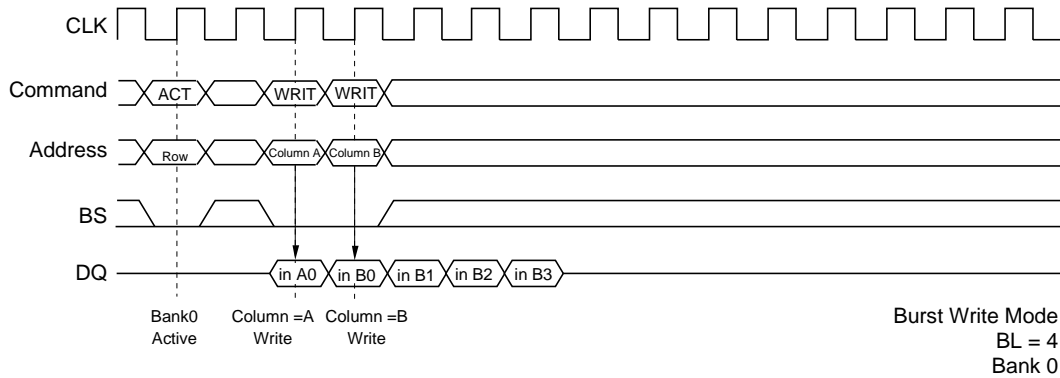 CLK
Command ACT WRIT WRIT
Address Row Column A Column B
BS
DQ in A0 in B0 in B1 in B2 in B3
Bank0 Column =A Column =B
Active Write Write
Burst Write Mode
BL = 4
Bank 0